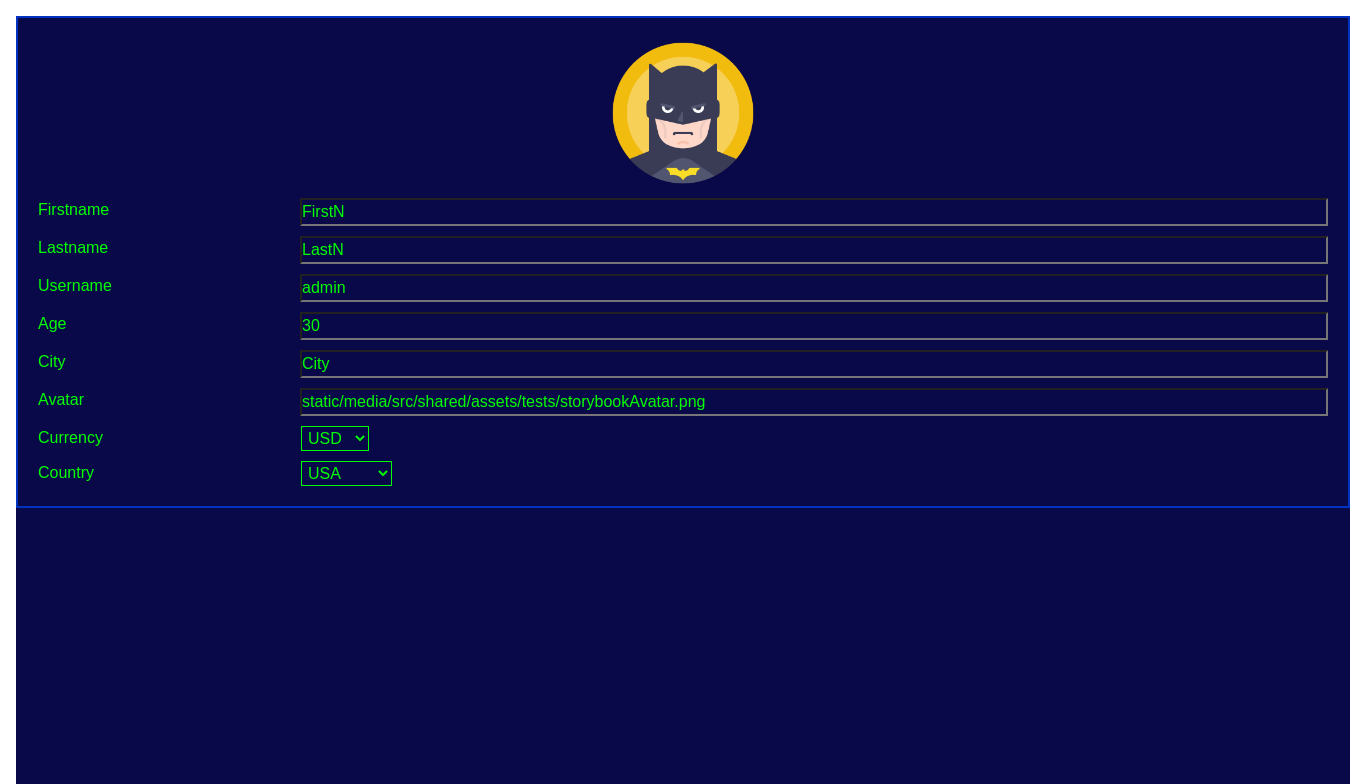 Firstname FirstN
Lastname LastN
Username admin
Age 30
City City
Avatar static/media/src/shared/assets/tests/storybookAvatar.png
Currency USD
Country USA